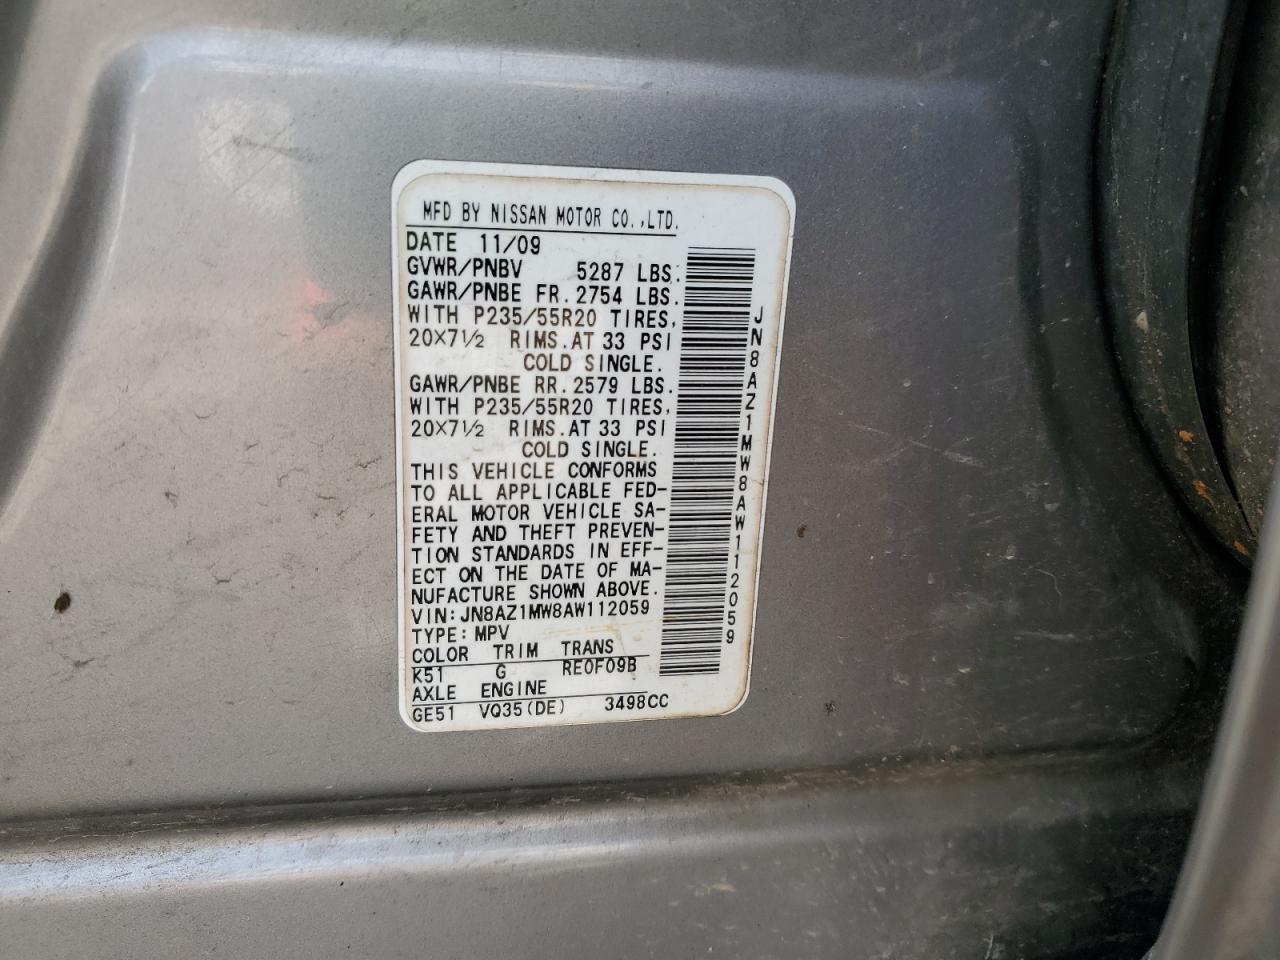 MFD BY NISSAN MOTOR CO.,LTD.
DATE 11/09
GVWR/PNBV 5287 LBS.
GAWR/PNBE FR. 2754 LBS.
WITH P235/55R20 TIRES,
20×7½ RIMS. AT 33 PSI
COLD SINGLE.
GAWR/PNBE RR. 2579 LBS.
WITH P235/55R20 TIRES,
20×7½ RIMS. AT 33 PSI
COLD SINGLE.
THIS VEHICLE CONFORMS
TO ALL APPLICABLE FED-
ERAL MOTOR VEHICLE SA-
FETY AND THEFT PREVEN-
TION STANDARDS IN EFF-
ECT ON THE DATE OF MA-
NUFACTURE SHOWN ABOVE.
VIN: JN8AZ1MW8AW112059
TYPE: MPV
COLOR TRIM TRANS
K51 G RE0F09B
AXLE ENGINE
GE51 VQ35(DE) 3498CC
JN8AZ1MW8AW112059